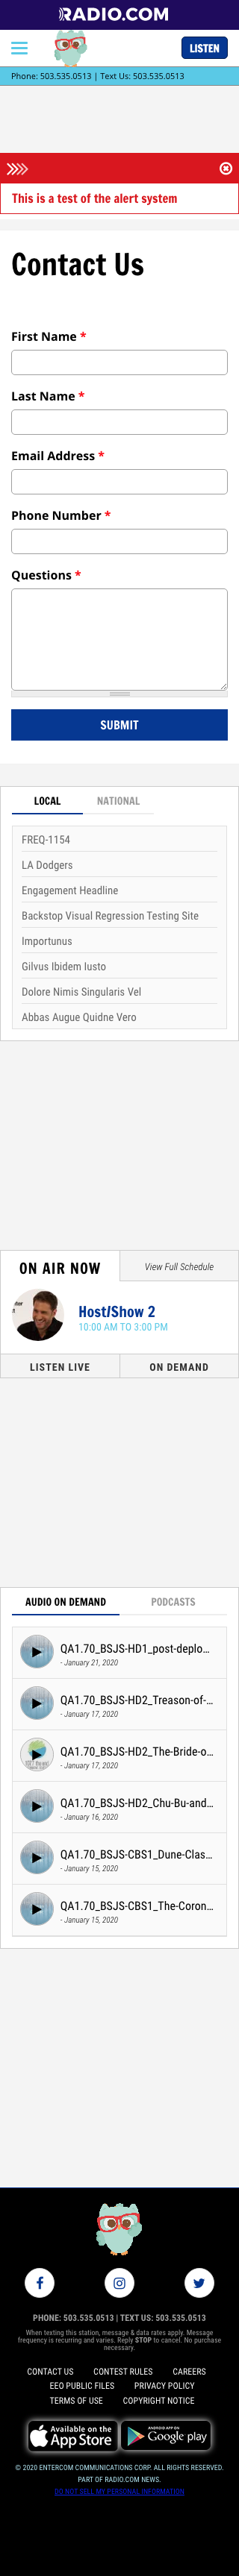 RADIO.COM
LISTEN
Phone: 503.535.0513 | Text Us: 503.535.0513
This is a test of the alert system
Contact Us
First Name *
Last Name *
Email Address *
Phone Number *
Questions *
SUBMIT
LOCAL NATIONAL
FREQ-1154
LA Dodgers
Engagement Headline
Backstop Visual Regression Testing Site
Importunus
Gilvus Ibidem Iusto
Dolore Nimis Singularis Vel
Abbas Augue Quidne Vero
ON AIR NOW View Full Schedule
Host/Show 2
10:00 AM TO 3:00 PM
LISTEN LIVE ON DEMAND
AUDIO ON DEMAND PODCASTS
QA1.70_BSJS-HD1_post-deplo...
- January 21, 2020
QA1.70_BSJS-HD2_Treason-of-...
- January 17, 2020
QA1.70_BSJS-HD2_The-Bride-o...
- January 17, 2020
QA1.70_BSJS-HD2_Chu-Bu-and...
- January 16, 2020
QA1.70_BSJS-CBS1_Dune-Clas...
- January 15, 2020
QA1.70_BSJS-CBS1_The-Coron...
- January 15, 2020
PHONE: 503.535.0513 | TEXT US: 503.535.0513
When texting this station, message & data rates apply. Message
frequency is recurring and varies. Reply STOP to cancel. No purchase
necessary.
CONTACT US CONTEST RULES CAREERS
EEO PUBLIC FILES PRIVACY POLICY
TERMS OF USE COPYRIGHT NOTICE
Available on the
App Store
ANDROID APP ON
Google play
© 2020 ENTERCOM COMMUNICATIONS CORP. ALL RIGHTS RESERVED.
PART OF RADIO.COM NEWS.
DO NOT SELL MY PERSONAL INFORMATION